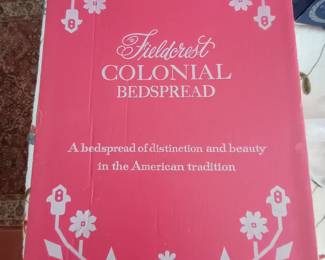 Fieldcrest
COLONIAL
BEDSPREAD
A bedspread of distinction and beauty
in the American tradition